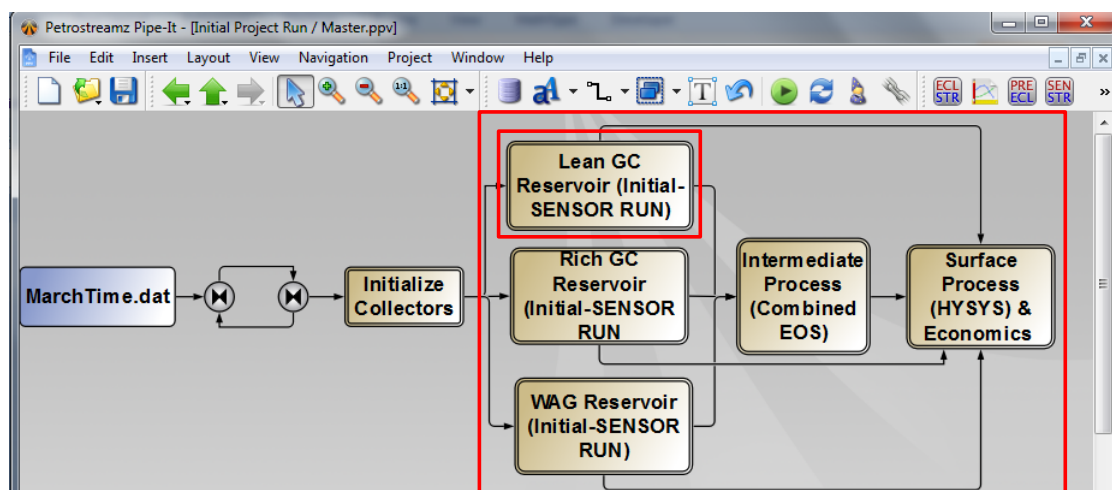 Petrostreamz Pipe-It - [Initial Project Run / Master.ppv]
File Edit Insert Layout View Navigation Project Window Help
1:1 a T ECL STR PRE ECL SEN STR »
Lean GC
Reservoir (Initial-
SENSOR RUN)
MarchTime.dat
Initialize
Collectors
Rich GC
Reservoir
(Initial-SENSOR
RUN
Intermediate
Process
(Combined
EOS)
Surface
Process
(HYSYS) &
Economics
WAG Reservoir
(Initial-SENSOR
RUN)